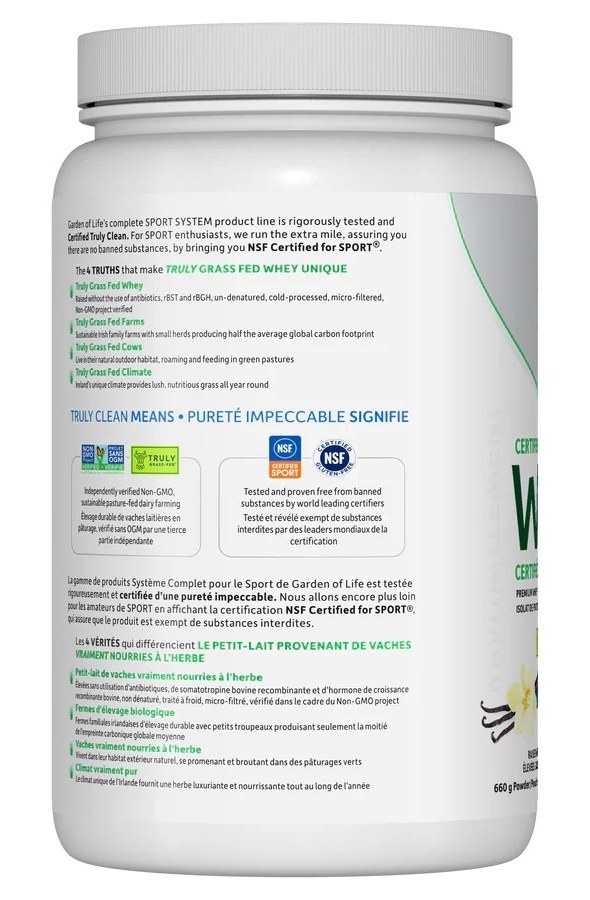 Garden of Life's complete SPORT SYSTEM product line is rigorously tested and
Certified Truly Clean. For SPORT enthusiasts, we run the extra mile, assuring you
there are no banned substances, by bringing you NSF Certified for SPORT®.
The 4 TRUTHS that make TRULY GRASS FED WHEY UNIQUE
Truly Grass Fed Whey
Raised without the use of antibiotics, rBST and rBGH, un-denatured, cold-processed, micro-filtered,
Non-GMO project verified
Truly Grass Fed Farms
Sustainable Irish family farms with small herds producing half the average global carbon footprint
Truly Grass Fed Cows
Live in their natural outdoor habitat, roaming and feeding in green pastures
Truly Grass Fed Climate
Ireland's unique climate provides lush, nutritious grass all year round
TRULY CLEAN MEANS • PURETÉ IMPECCABLE SIGNIFIE
NON GMO Project VERIFIED
PROJET SANS OGM VÉRIFIÉ
TRULY GRASS-FED
Independently verified Non-GMO,
sustainable pasture-fed dairy farming
Élevage durable de vaches laitières en
pâturage, vérifié sans OGM par une tierce
partie indépendante
NSF CERTIFIED SPORT
CERTIFIED NSF GLUTEN-FREE
Tested and proven free from banned
substances by world leading certifiers
Testé et révélé exempt de substances
interdites par des leaders mondiaux de la
certification
La gamme de produits Système Complet pour le Sport de Garden of Life est testée
rigoureusement et certifiée d'une pureté impeccable. Nous allons encore plus loin
pour les amateurs de SPORT en affichant la certification NSF Certified for SPORT®,
qui assure que le produit est exempt de substances interdites.
Les 4 VÉRITÉS qui différencient LE PETIT-LAIT PROVENANT DE VACHES
VRAIMENT NOURRIES À L'HERBE
Petit-lait de vaches vraiment nourries à l'herbe
Élevées sans utilisation d'antibiotiques, de somatotropine bovine recombinante et d'hormone de croissance
recombinante bovine, non dénaturé, traité à froid, micro-filtré, vérifié dans le cadre du Non-GMO project
Fermes d'élevage biologique
Fermes familiales irlandaises d'élevage durable avec petits troupeaux produisant seulement la moitié
de l'empreinte carbonique globale moyenne
Vaches vraiment nourries à l'herbe
Vivent dans leur habitat extérieur naturel, se promenant et broutant dans des pâturages verts
Climat vraiment pur
Le climat unique de l'Irlande fournit une herbe luxuriante et nourrissante tout au long de l'année
660 g Powder